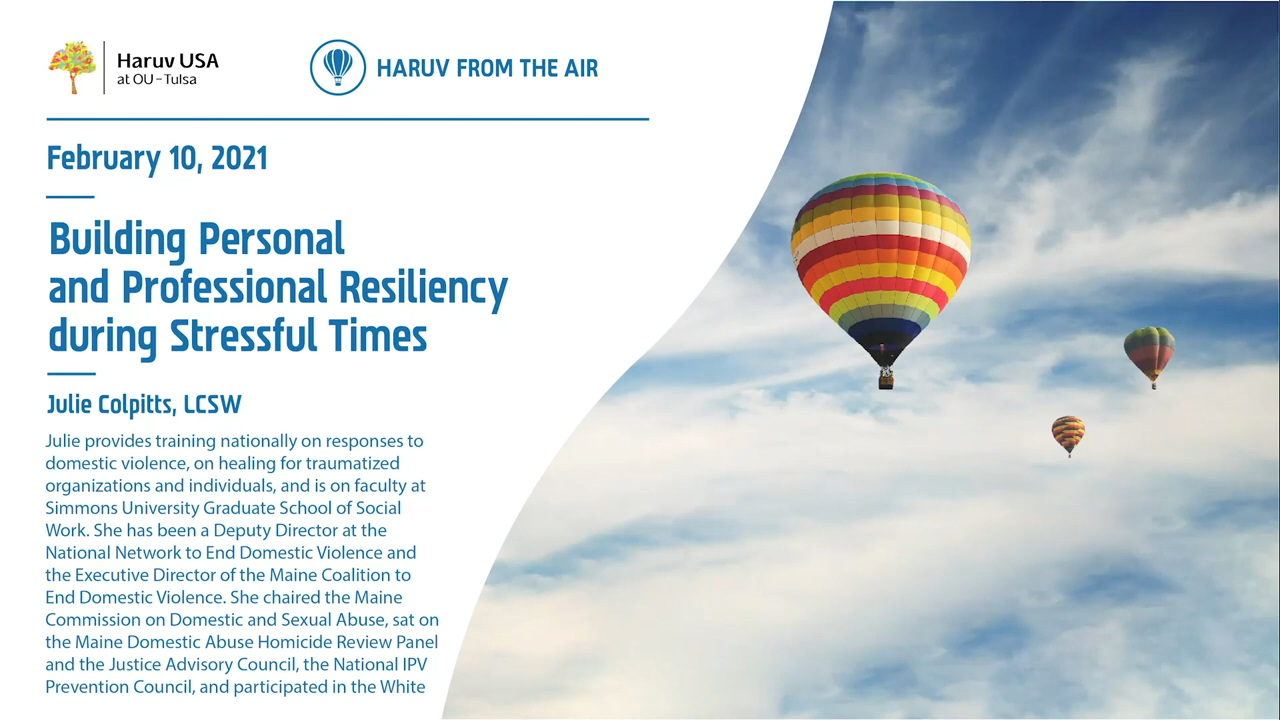 Haruv USA
at OU – Tulsa
HARUV FROM THE AIR
February 10, 2021
Building Personal
and Professional Resiliency
during Stressful Times
Julie Colpitts, LCSW
Julie provides training nationally on responses to
domestic violence, on healing for traumatized
organizations and individuals, and is on faculty at
Simmons University Graduate School of Social
Work. She has been a Deputy Director at the
National Network to End Domestic Violence and
the Executive Director of the Maine Coalition to
End Domestic Violence. She chaired the Maine
Commission on Domestic and Sexual Abuse, sat on
the Maine Domestic Abuse Homicide Review Panel
and the Justice Advisory Council, the National IPV
Prevention Council, and participated in the White